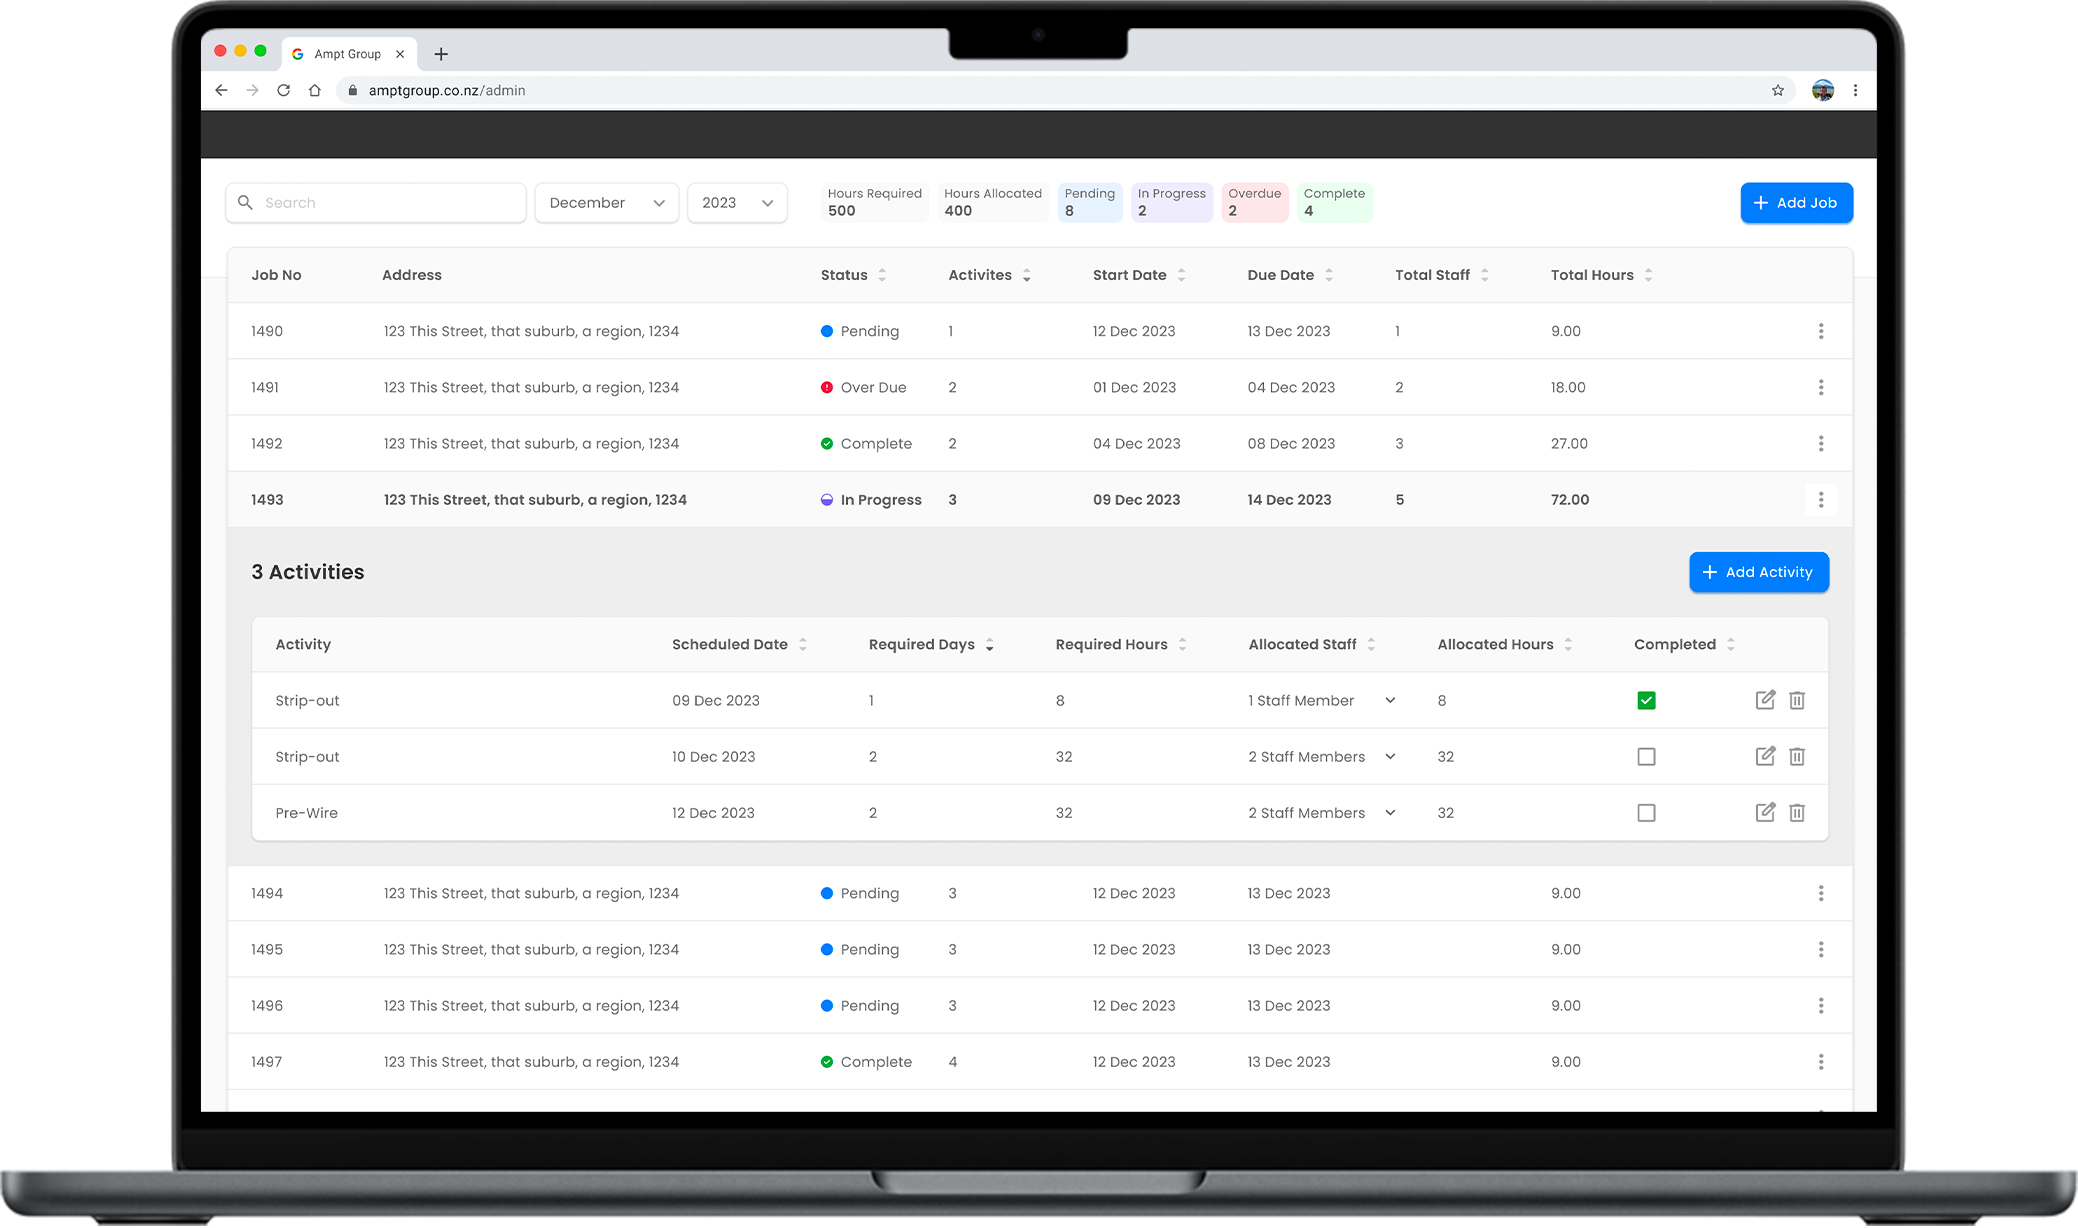 Ampt Group
amptgroup.co.nz/admin
Search December 2023 Hours Required 500 Hours Allocated 400 Pending 8 In Progress 2 Overdue 2 Complete 4 + Add Job
Job No Address Status Activites Start Date Due Date Total Staff Total Hours
1490 123 This Street, that suburb, a region, 1234 Pending 1 12 Dec 2023 13 Dec 2023 1 9.00
1491 123 This Street, that suburb, a region, 1234 Over Due 2 01 Dec 2023 04 Dec 2023 2 18.00
1492 123 This Street, that suburb, a region, 1234 Complete 2 04 Dec 2023 08 Dec 2023 3 27.00
1493 123 This Street, that suburb, a region, 1234 In Progress 3 09 Dec 2023 14 Dec 2023 5 72.00
3 Activities + Add Activity
Activity Scheduled Date Required Days Required Hours Allocated Staff Allocated Hours Completed
Strip-out 09 Dec 2023 1 8 1 Staff Member 8
Strip-out 10 Dec 2023 2 32 2 Staff Members 32
Pre-Wire 12 Dec 2023 2 32 2 Staff Members 32
1494 123 This Street, that suburb, a region, 1234 Pending 3 12 Dec 2023 13 Dec 2023 9.00
1495 123 This Street, that suburb, a region, 1234 Pending 3 12 Dec 2023 13 Dec 2023 9.00
1496 123 This Street, that suburb, a region, 1234 Pending 3 12 Dec 2023 13 Dec 2023 9.00
1497 123 This Street, that suburb, a region, 1234 Complete 4 12 Dec 2023 13 Dec 2023 9.00